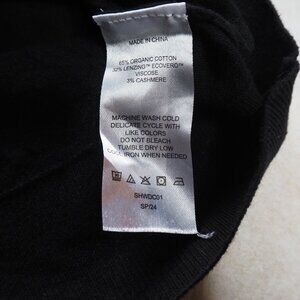 MADE IN CHINA
65% ORGANIC COTTON
32% LENZING™ ECOVERO™
VISCOSE
3% CASHMERE
MACHINE WASH COLD
DELICATE CYCLE WITH
LIKE COLORS
DO NOT BLEACH
TUMBLE DRY LOW
COOL IRON WHEN NEEDED
SHWDC01
SP/24